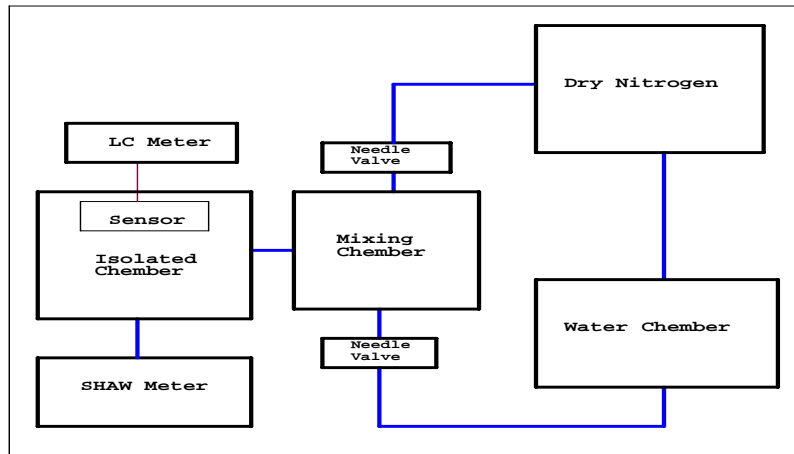 Dry Nitrogen
LC Meter
Needle
Valve
Sensor
Isolated
Chember
Mixing
Chember
Water Chember
Needle
Valve
SHAW Meter